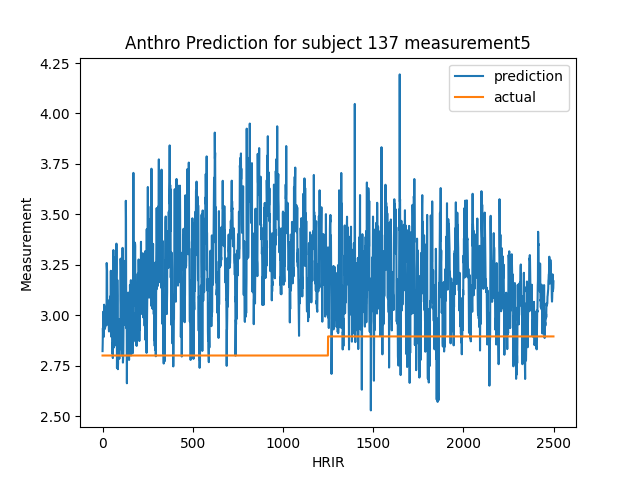 Anthro Prediction for subject 137 measurement5
4.25
4.00
3.75
3.50
3.25
3.00
2.75
2.50
Measurement
prediction
actual
0
500
1000
1500
2000
2500
HRIR